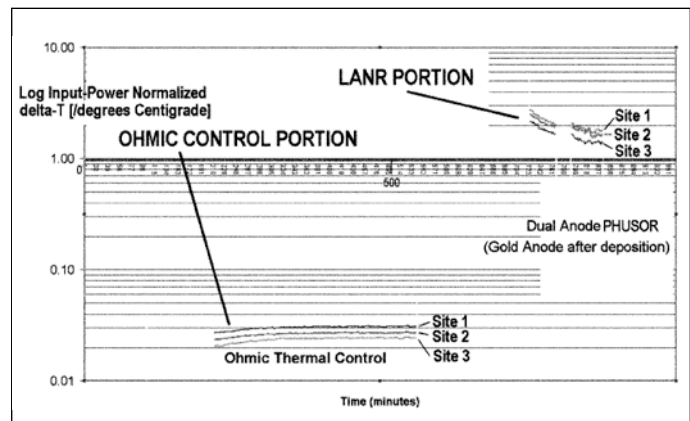 10.00
Log Input-Power Normalized
delta-T [/degrees Centigrade]
LANR PORTION
OHMIC CONTROL PORTION
Site 1
Site 2
Site 3
1.00
0
500
Dual Anode PHUSOR
(Gold Anode after deposition)
0.10
Site 1
Site 2
Site 3
Ohmic Thermal Control
0.01
Time (minutes)